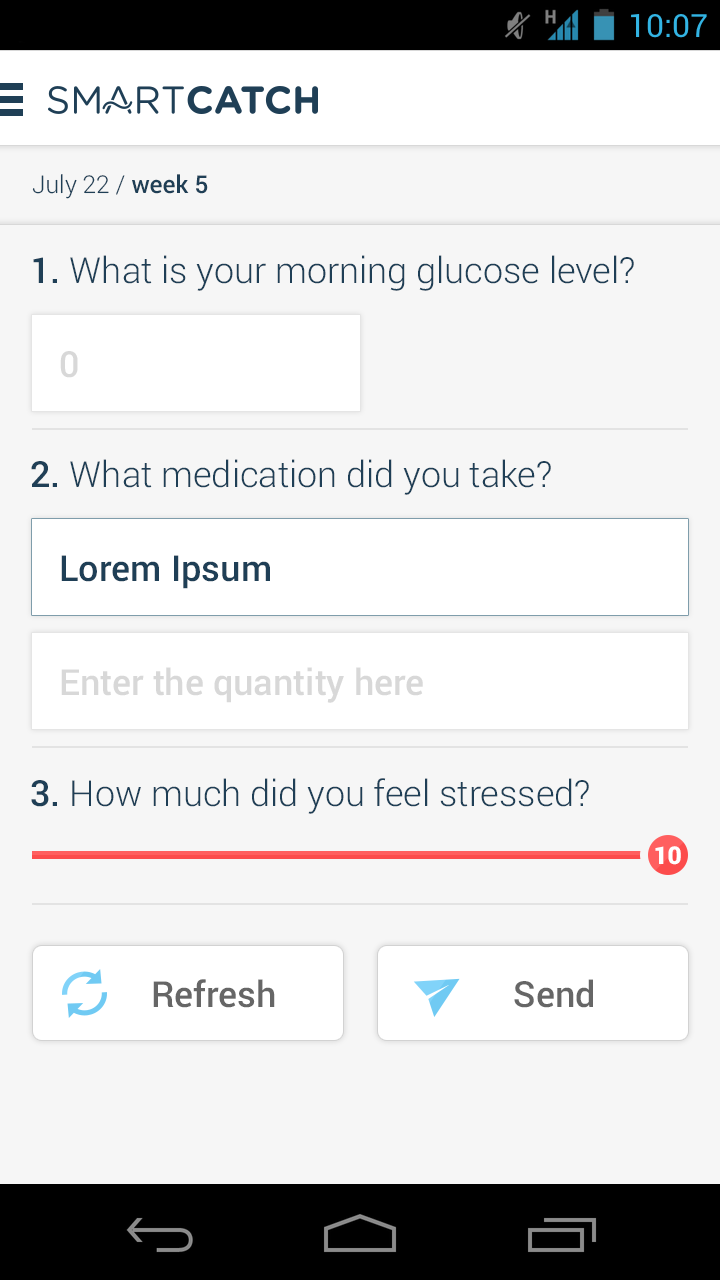 H 10:07
SMARTCATCH
July 22 / week 5
1. What is your morning glucose level?
0
2. What medication did you take?
Lorem Ipsum
Enter the quantity here
3. How much did you feel stressed?
10
Refresh Send